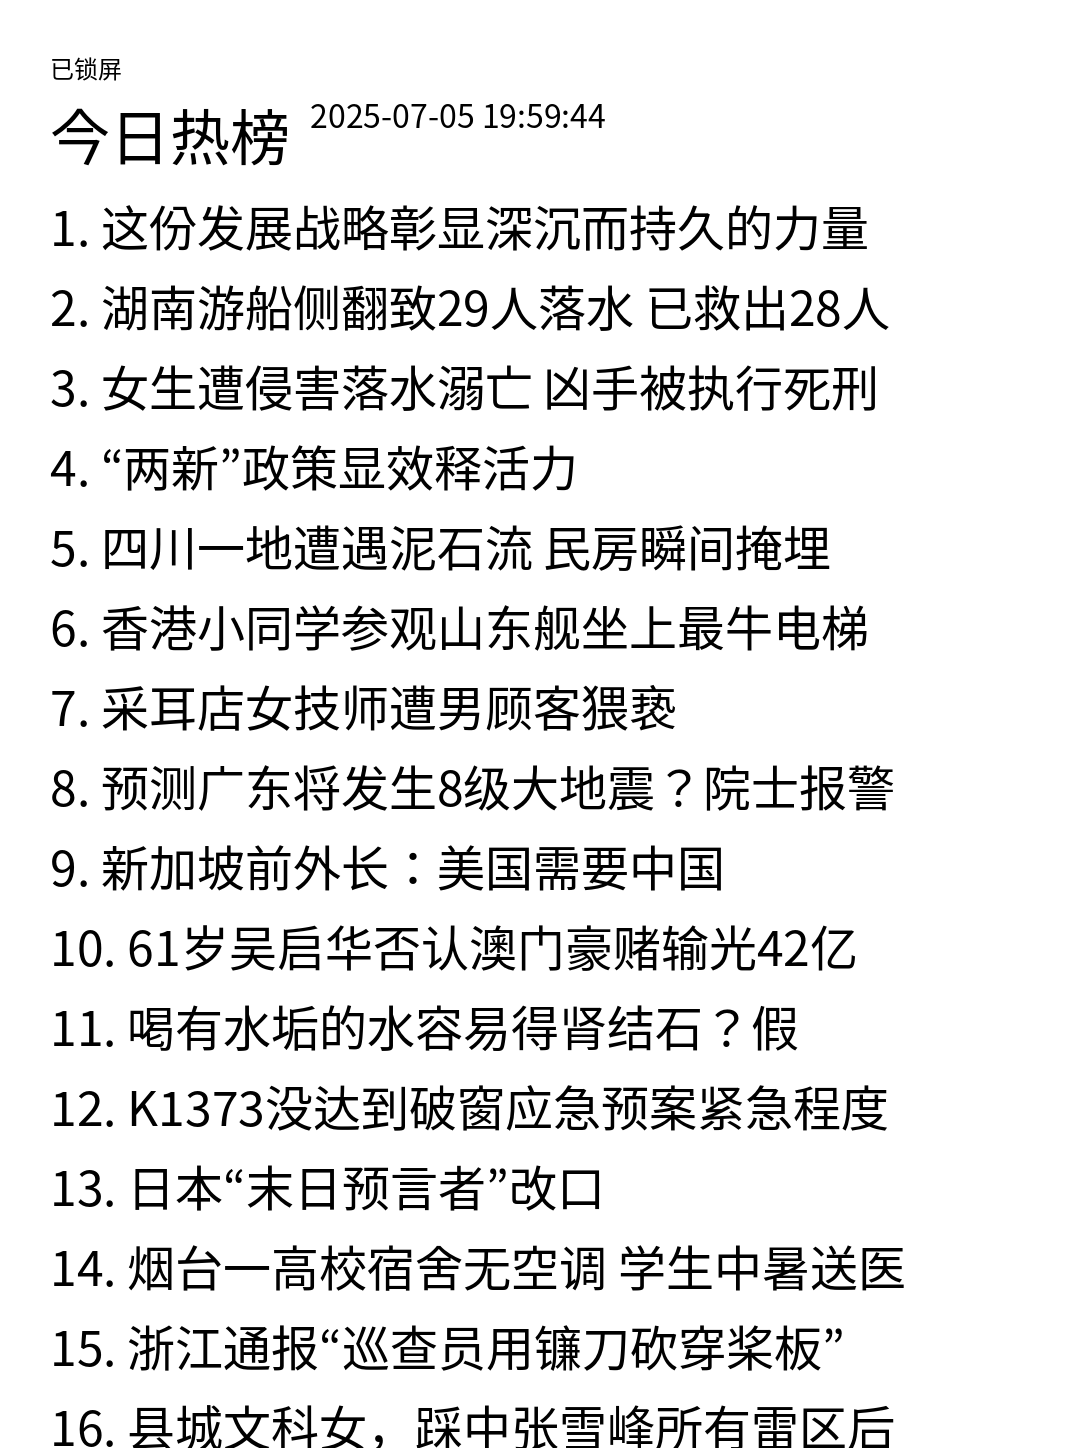 已锁屏
今日热榜 2025-07-05 19:59:44
1. 这份发展战略彰显深沉而持久的力量
2. 湖南游船侧翻致29人落水 已救出28人
3. 女生遭侵害落水溺亡 凶手被执行死刑
4. “两新”政策显效释活力
5. 四川一地遭遇泥石流 民房瞬间掩埋
6. 香港小同学参观山东舰坐上最牛电梯
7. 采耳店女技师遭男顾客猥亵
8. 预测广东将发生8级大地震？院士报警
9. 新加坡前外长：美国需要中国
10. 61岁吴启华否认澳门豪赌输光42亿
11. 喝有水垢的水容易得肾结石？假
12. K1373没达到破窗应急预案紧急程度
13. 日本“末日预言者”改口
14. 烟台一高校宿舍无空调 学生中暑送医
15. 浙江通报“巡查员用镰刀砍穿桨板”
16. 县城文科女，踩中张雪峰所有雷区后